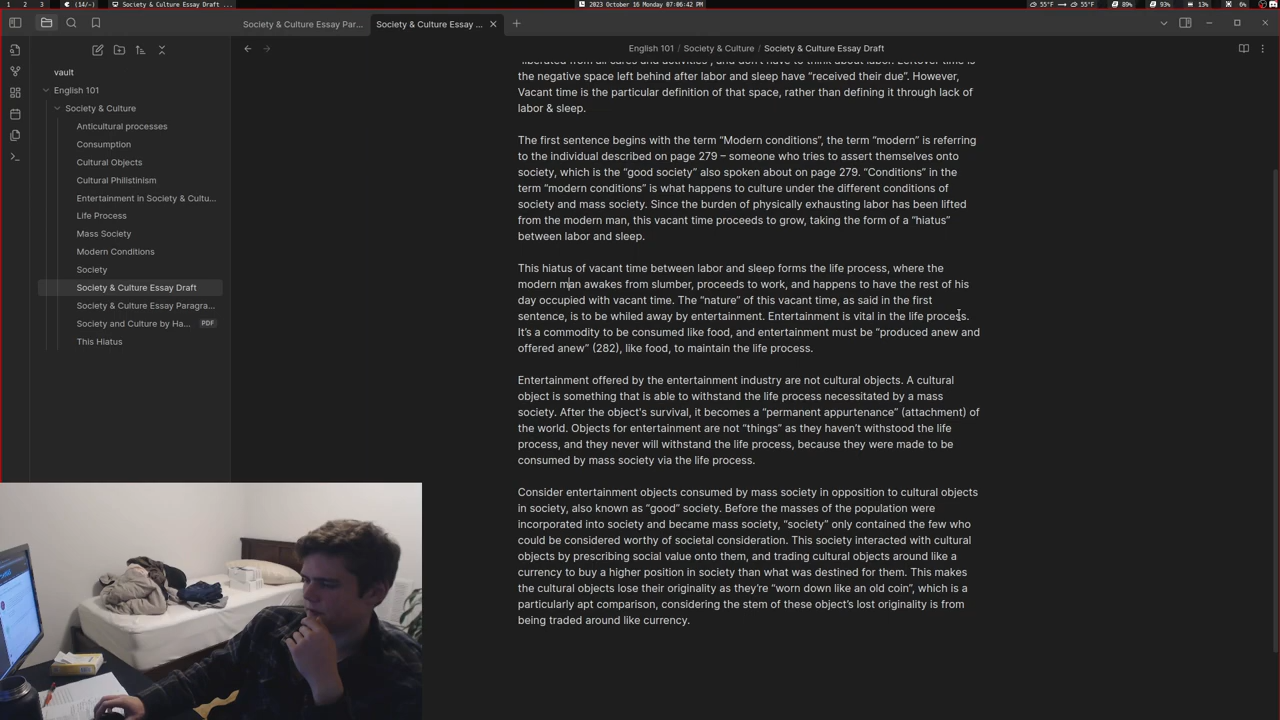 1 2 3
(14/-)
Society & Culture Essay Draft ...
2023 October 16 Monday 07:06:42 PM
55°F → 55°F
89%
93%
13%
6%
Society & Culture Essay Par...
Society & Culture Essay ...
English 101 / Society & Culture / Society & Culture Essay Draft
vault
English 101
Society & Culture
Anticultural processes
Consumption
Cultural Objects
Cultural Philistinism
Entertainment in Society & Cultu...
Life Process
Mass Society
Modern Conditions
Society
Society & Culture Essay Draft
Society & Culture Essay Paragra...
Society and Culture by Ha... PDF
This Hiatus
"liberated from all cares and activities", and don't have to think about labor. Leftover time is
the negative space left behind after labor and sleep have “received their due”. However,
Vacant time is the particular definition of that space, rather than defining it through lack of
labor & sleep.
The first sentence begins with the term “Modern conditions”, the term “modern” is referring
to the individual described on page 279 – someone who tries to assert themselves onto
society, which is the “good society” also spoken about on page 279. “Conditions” in the
term “modern conditions” is what happens to culture under the different conditions of
society and mass society. Since the burden of physically exhausting labor has been lifted
from the modern man, this vacant time proceeds to grow, taking the form of a “hiatus”
between labor and sleep.
This hiatus of vacant time between labor and sleep forms the life process, where the
modern man awakes from slumber, proceeds to work, and happens to have the rest of his
day occupied with vacant time. The “nature” of this vacant time, as said in the first
sentence, is to be whiled away by entertainment. Entertainment is vital in the life process.
It’s a commodity to be consumed like food, and entertainment must be “produced anew and
offered anew” (282), like food, to maintain the life process.
Entertainment offered by the entertainment industry are not cultural objects. A cultural
object is something that is able to withstand the life process necessitated by a mass
society. After the object's survival, it becomes a “permanent appurtenance” (attachment) of
the world. Objects for entertainment are not “things” as they haven’t withstood the life
process, and they never will withstand the life process, because they were made to be
consumed by mass society via the life process.
Consider entertainment objects consumed by mass society in opposition to cultural objects
in society, also known as “good” society. Before the masses of the population were
incorporated into society and became mass society, “society” only contained the few who
could be considered worthy of societal consideration. This society interacted with cultural
objects by prescribing social value onto them, and trading cultural objects around like a
currency to buy a higher position in society than what was destined for them. This makes
the cultural objects lose their originality as they’re “worn down like an old coin”, which is a
particularly apt comparison, considering the stem of these object’s lost originality is from
being traded around like currency.